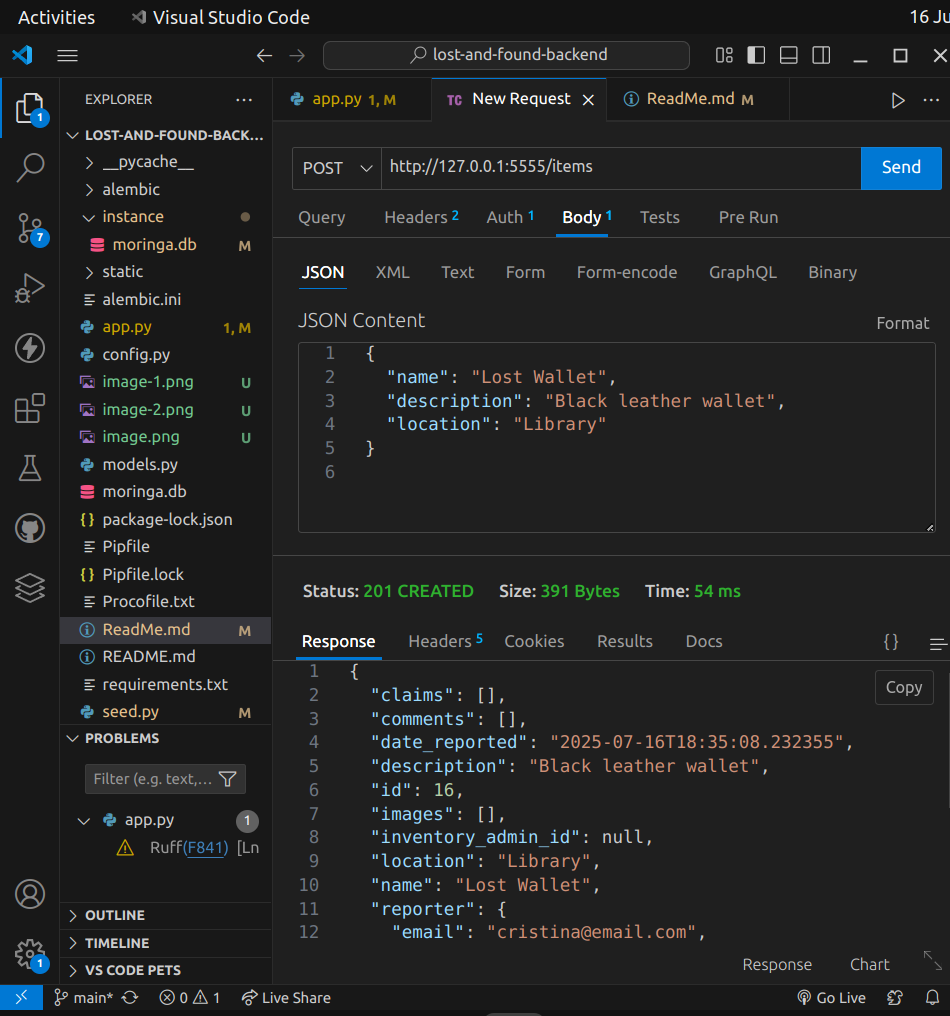 Activities Visual Studio Code 16 Ju
lost-and-found-backend
EXPLORER ...
app.py 1, M TC New Request ReadMe.md M ...
LOST-AND-FOUND-BACK...
__pycache__
alembic
instance
moringa.db M
static
alembic.ini
app.py 1, M
config.py
image-1.png U
image-2.png U
image.png U
models.py
moringa.db
{} package-lock.json
Pipfile
{} Pipfile.lock
Procofile.txt
ReadMe.md M
README.md
requirements.txt
seed.py M
PROBLEMS
Filter (e.g. text,...
app.py 1
Ruff(F841) [Ln
OUTLINE
TIMELINE
VS CODE PETS
1
7
1
POST http://127.0.0.1:5555/items Send
Query Headers 2 Auth 1 Body 1 Tests Pre Run
JSON XML Text Form Form-encode GraphQL Binary
JSON Content Format
1 {
2 "name": "Lost Wallet",
3 "description": "Black leather wallet",
4 "location": "Library"
5 }
6
Status: 201 CREATED Size: 391 Bytes Time: 54 ms
Response Headers 5 Cookies Results Docs {}
Copy
1 {
2 "claims": [],
3 "comments": [],
4 "date_reported": "2025-07-16T18:35:08.232355",
5 "description": "Black leather wallet",
6 "id": 16,
7 "images": [],
8 "inventory_admin_id": null,
9 "location": "Library",
10 "name": "Lost Wallet",
11 "reporter": {
12 "email": "cristina@email.com",
Response Chart
main* 0 1 Live Share Go Live